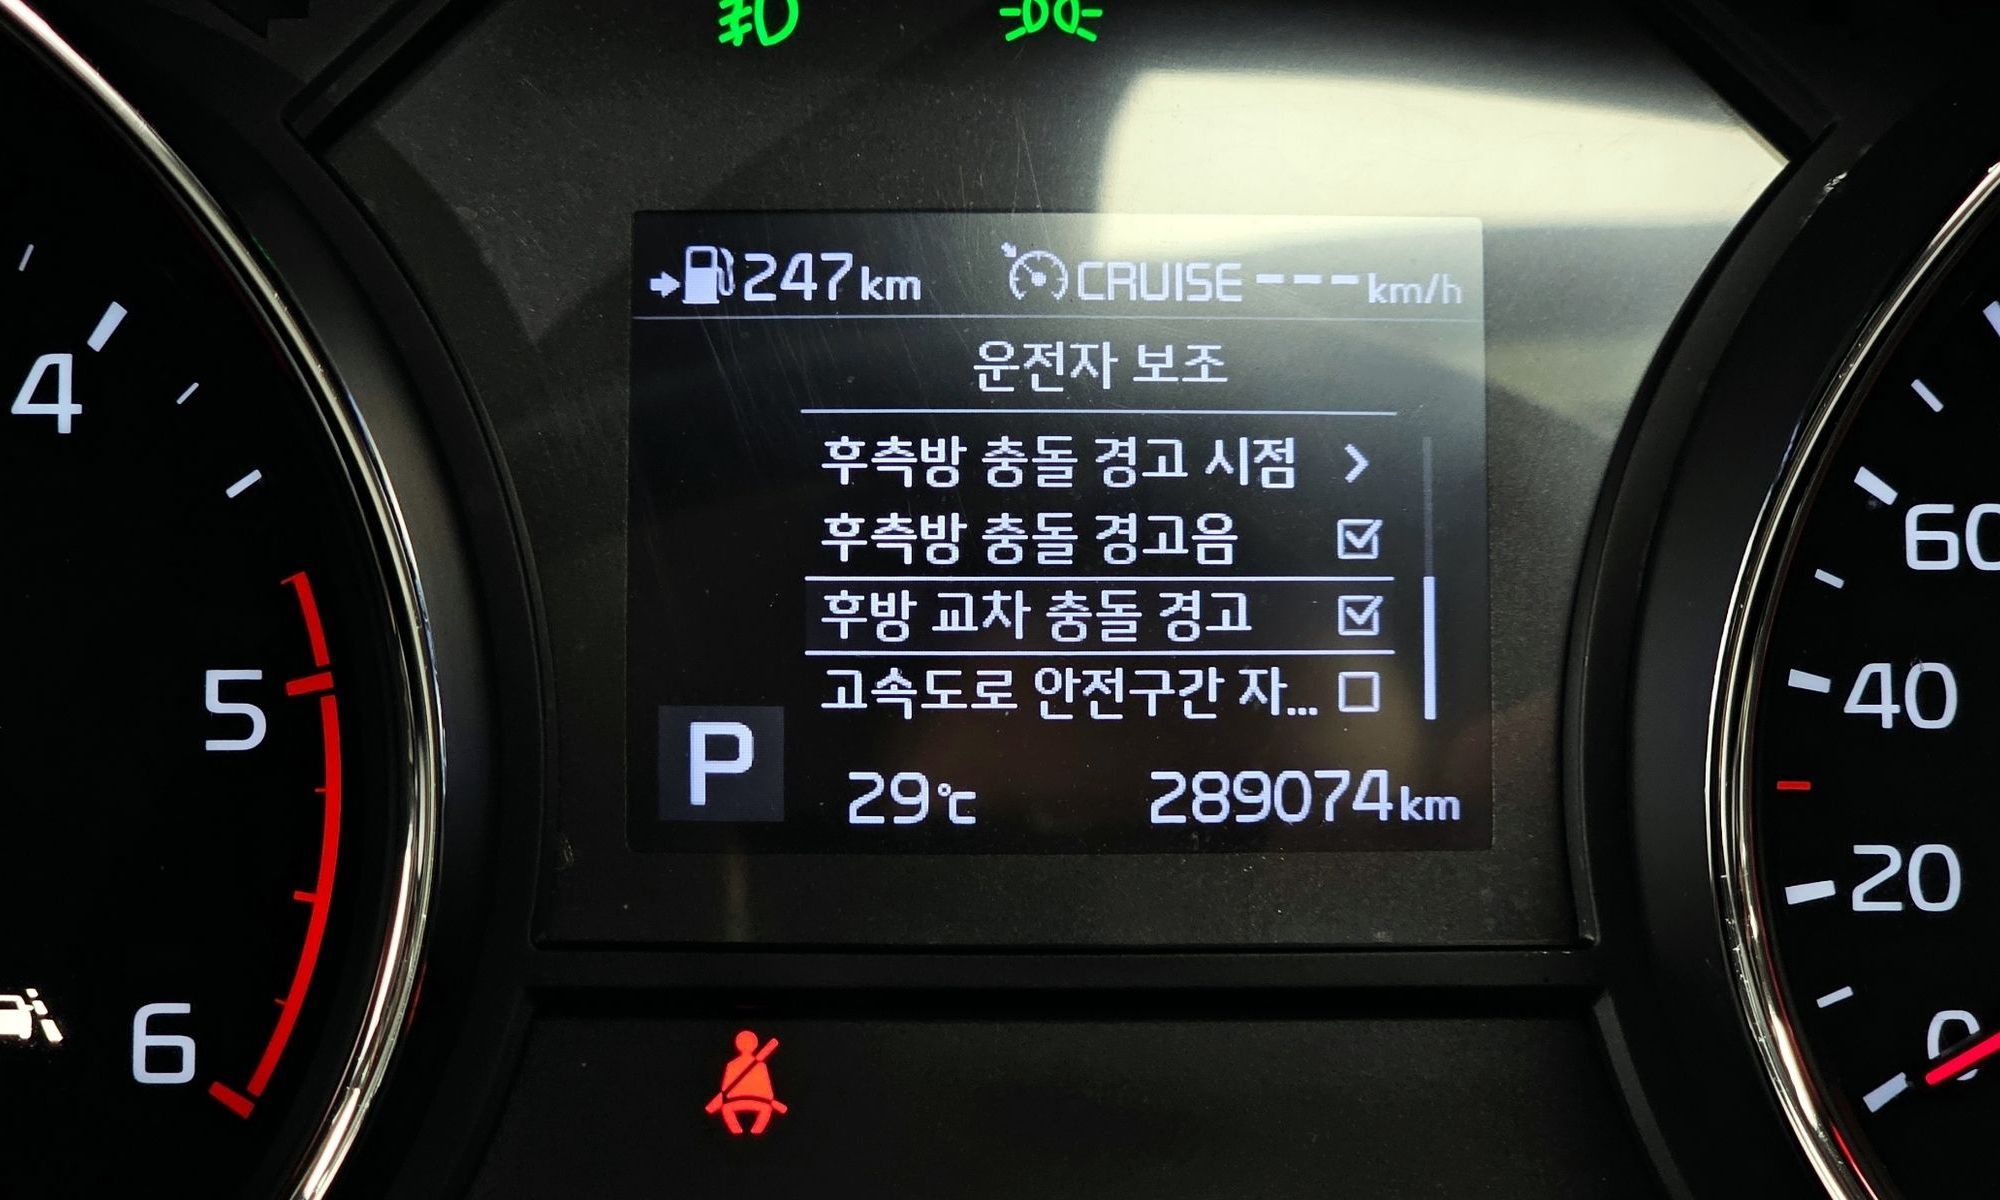 247km CRUISE ---km/h
운전자 보조
후측방 충돌 경고 시점 >
후측방 충돌 경고음
후방 교차 충돌 경고
고속도로 안전구간 자...
P 29℃ 289074km
4
5
6
60
40
20
0